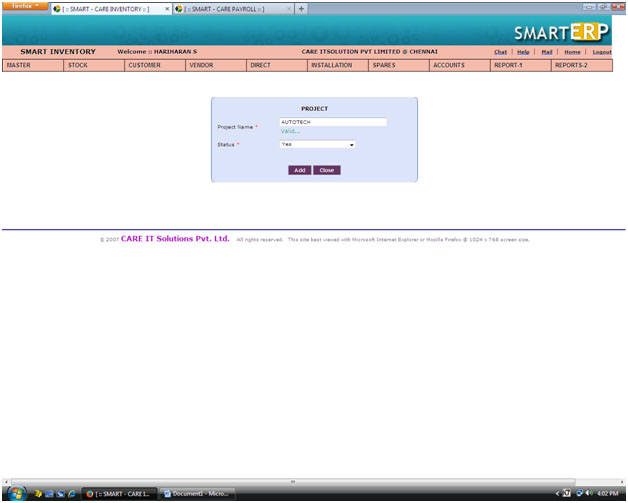 Firefox
[ :: SMART - CARE INVENTORY :: ] × [ :: SMART - CARE PAYROLL :: ] × +
SMARTERP
SMART INVENTORY Welcome :: HARIHARAN S CARE ITSOLUTION PVT LIMITED @ CHENNAI Chat | Help | Mail | Home | Logout
MASTER STOCK CUSTOMER VENDOR DIRECT INSTALLATION SPARES ACCOUNTS REPORT-1 REPORTS-2
PROJECT
Project Name * AUTOTECH
Valid...
Status * Yes
Add Close
© 2007 CARE IT Solutions Pvt. Ltd. All rights reserved. This site best viewed with Microsoft Internet Explorer or Mozilla Firefox @ 1024 x 768 screen size.
[ :: SMART - CARE I... Document1 - Micro... 4:02 PM